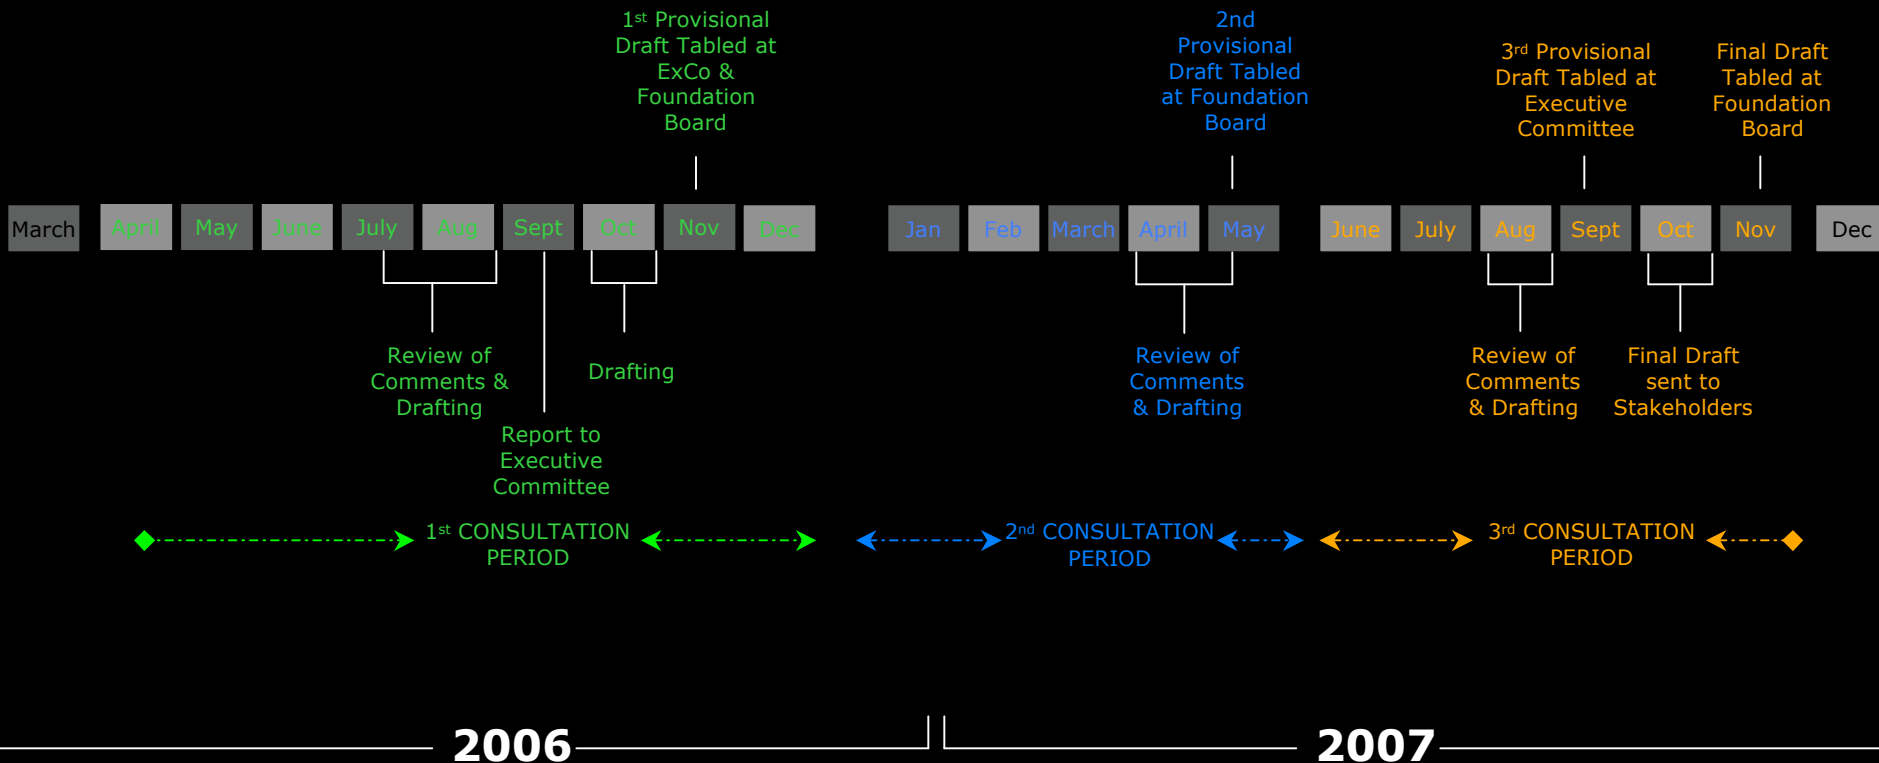 1st Provisional
Draft Tabled at
ExCo &
Foundation
Board
2nd
Provisional
Draft Tabled
at Foundation
Board
3rd Provisional
Draft Tabled at
Executive
Committee
Final Draft
Tabled at
Foundation
Board
March April May June July Aug Sept Oct Nov Dec Jan Feb March April May June July Aug Sept Oct Nov Dec
Review of
Comments &
Drafting
Drafting
Report to
Executive
Committee
Review of
Comments
& Drafting
Review of
Comments
& Drafting
Final Draft
sent to
Stakeholders
1st CONSULTATION
PERIOD
2nd CONSULTATION
PERIOD
3rd CONSULTATION
PERIOD
2006
2007